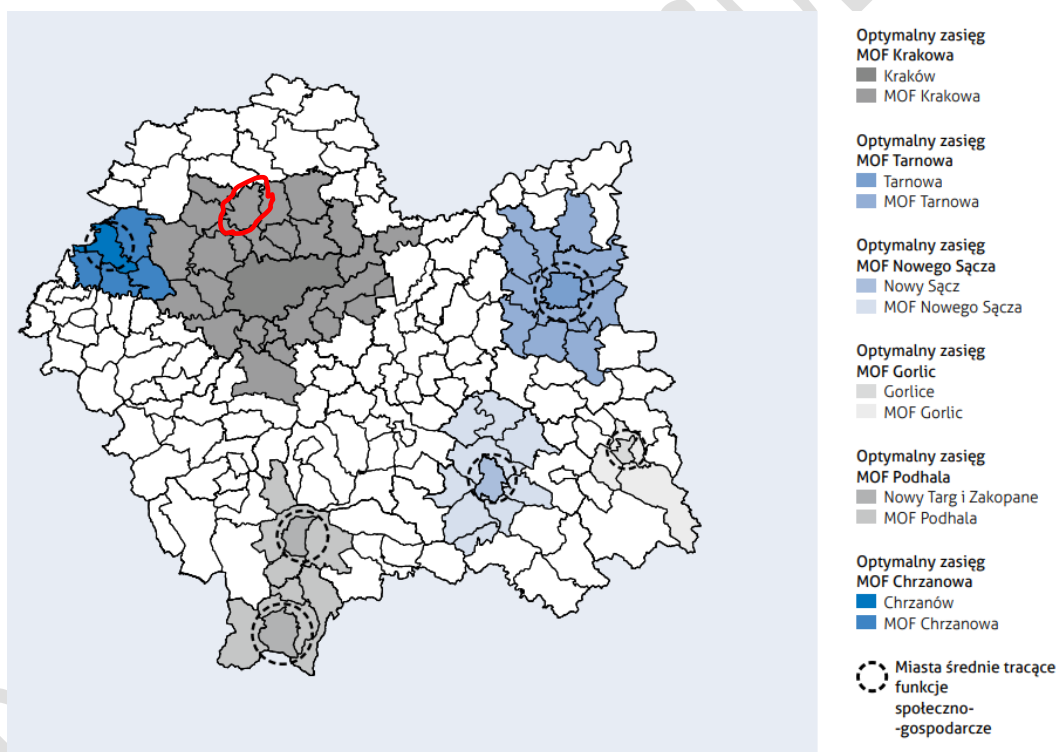 Optymalny zasięg
MOF Krakowa
Kraków
MOF Krakowa
Optymalny zasięg
MOF Tarnowa
Tarnowa
MOF Tarnowa
Optymalny zasięg
MOF Nowego Sącza
Nowy Sącz
MOF Nowego Sącza
Optymalny zasięg
MOF Gorlic
Gorlice
MOF Gorlic
Optymalny zasięg
MOF Podhala
Nowy Targ i Zakopane
MOF Podhala
Optymalny zasięg
MOF Chrzanowa
Chrzanów
MOF Chrzanowa
Miasta średnie tracące
funkcje
społeczno-
-gospodarcze